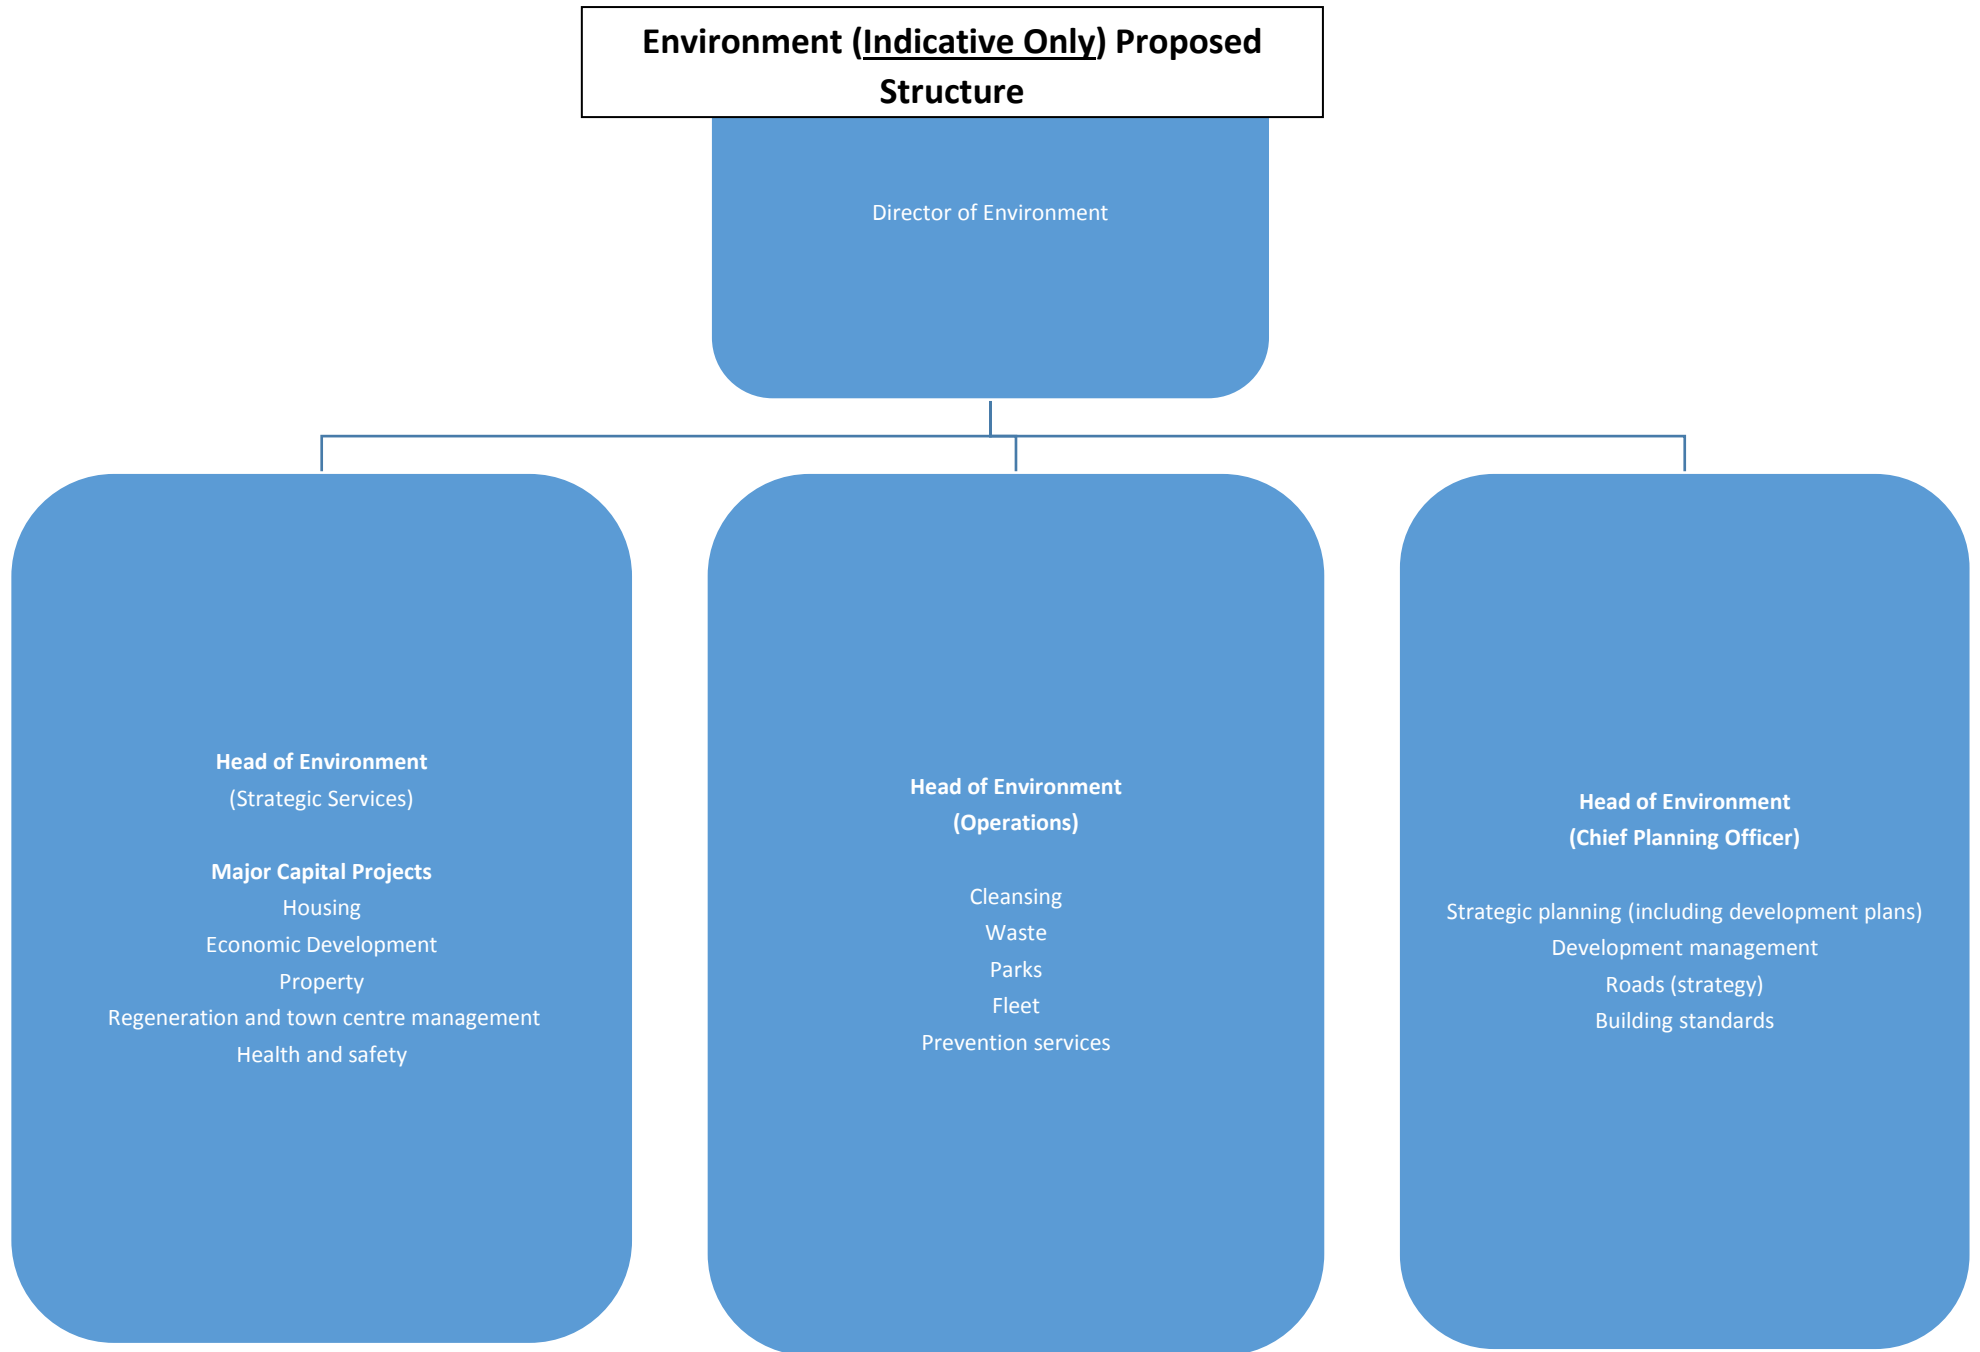 Environment (Indicative Only) Proposed
Structure
Director of Environment
Head of Environment
(Strategic Services)
Major Capital Projects
Housing
Economic Development
Property
Regeneration and town centre management
Health and safety
Head of Environment
(Operations)
Cleansing
Waste
Parks
Fleet
Prevention services
Head of Environment
(Chief Planning Officer)
Strategic planning (including development plans)
Development management
Roads (strategy)
Building standards